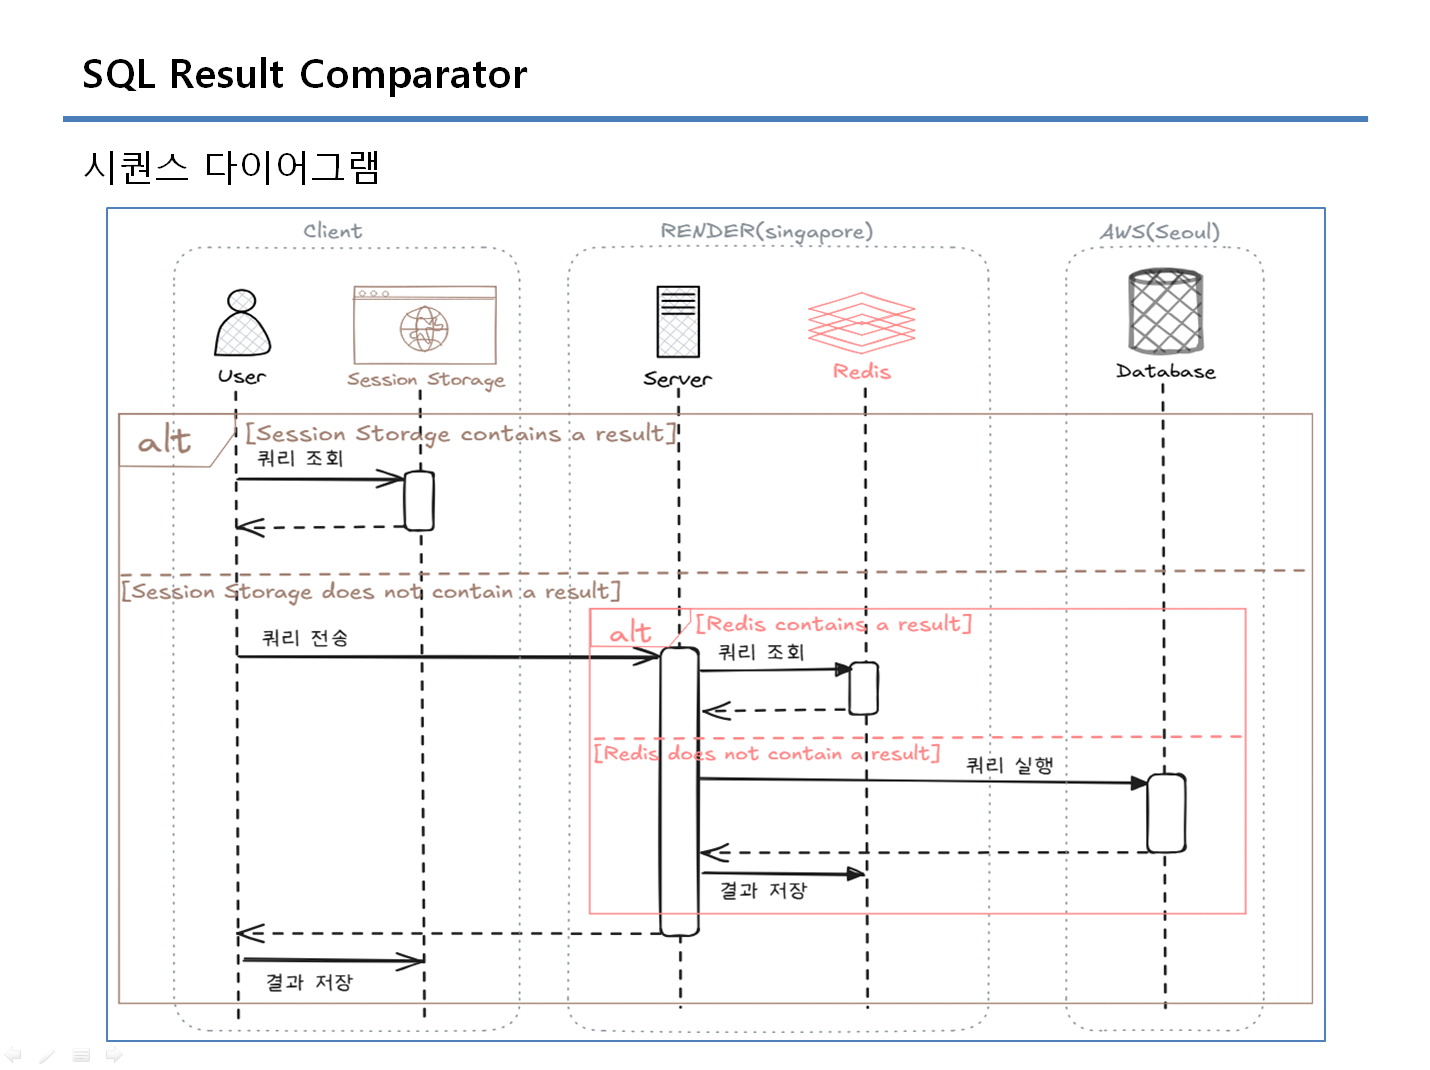 SQL Result Comparator
시퀀스 다이어그램
Client
RENDER(singapore)
AWS(Seoul)
User
Session Storage
Server
Redis
Database
alt
[Session Storage contains a result]
쿼리 조회
[Session Storage does not contain a result]
alt
[Redis contains a result]
쿼리 전송
쿼리 조회
[Redis does not contain a result]
쿼리 실행
결과 저장
결과 저장